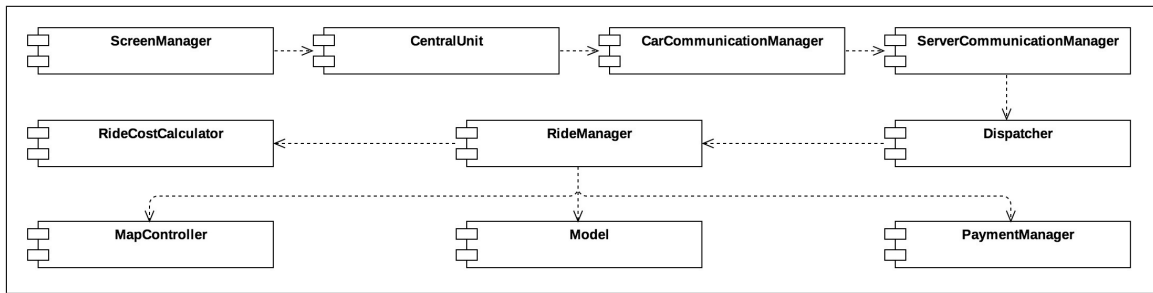 ScreenManager
CentralUnit
CarCommunicationManager
ServerCommunicationManager
RideCostCalculator
RideManager
Dispatcher
MapController
Model
PaymentManager